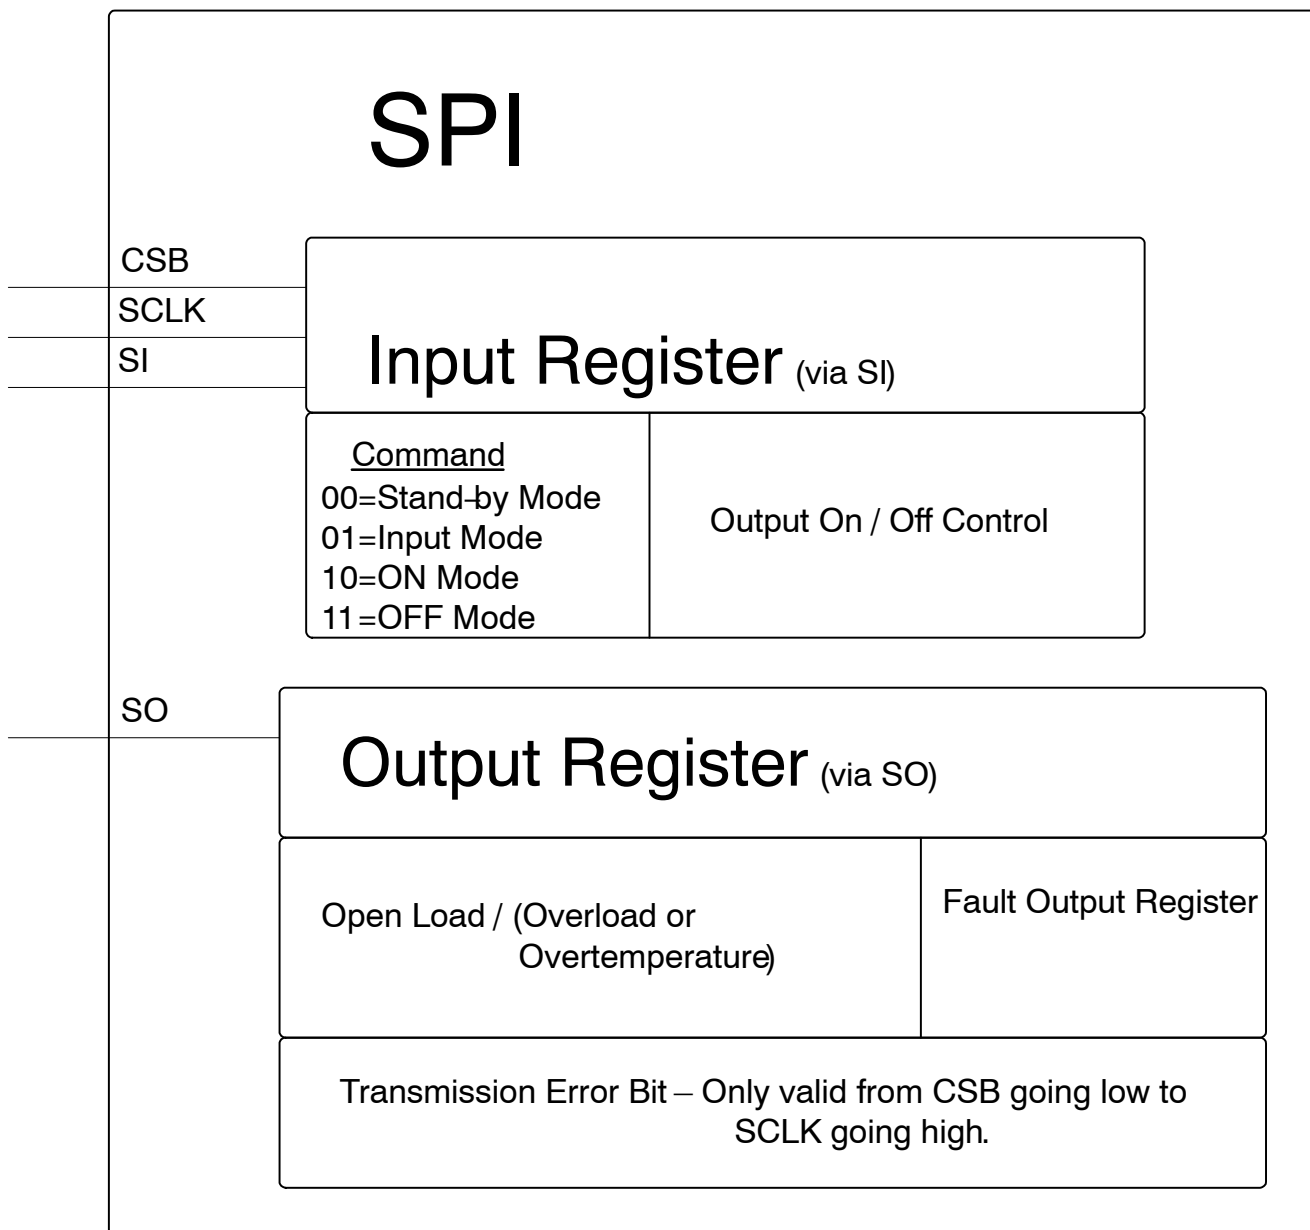 SPI
CSB
SCLK
SI
Input Register (via SI)
Command
00=Stand-by Mode
01=Input Mode
10=ON Mode
11=OFF Mode
Output On / Off Control
SO
Output Register (via SO)
Open Load / (Overload or
Overtemperature)
Fault Output Register
Transmission Error Bit – Only valid from CSB going low to
SCLK going high.